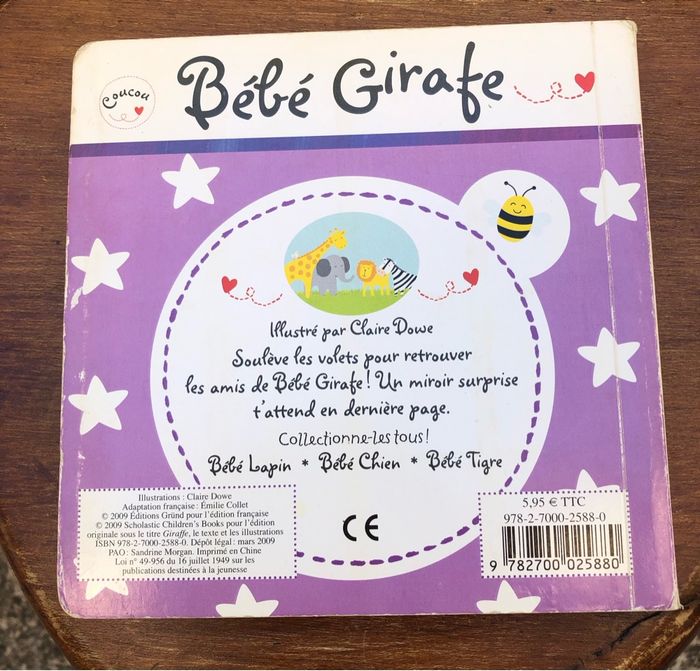 Coucou
Bébé Girafe
Illustré par Claire Dowe
Soulève les volets pour retrouver
les amis de Bébé Girafe! Un miroir surprise
t'attend en dernière page.
Collectionne-les tous!
Bébé Lapin * Bébé Chien * Bébé Tigre
Illustrations : Claire Dowe
Adaptation française : Émilie Collet
© 2009 Éditions Gründ pour l'édition française
© 2009 Scholastic Children's Books pour l'édition
originale sous le titre Giraffe, le texte et les illustrations
ISBN 978-2-7000-2588-0. Dépôt légal : mars 2009
PAO : Sandrine Morgan. Imprimé en Chine
Loi n° 49-956 du 16 juillet 1949 sur les
publications destinées à la jeunesse
CE
5,95 € TTC
978-2-7000-2588-0
9 782700 025880